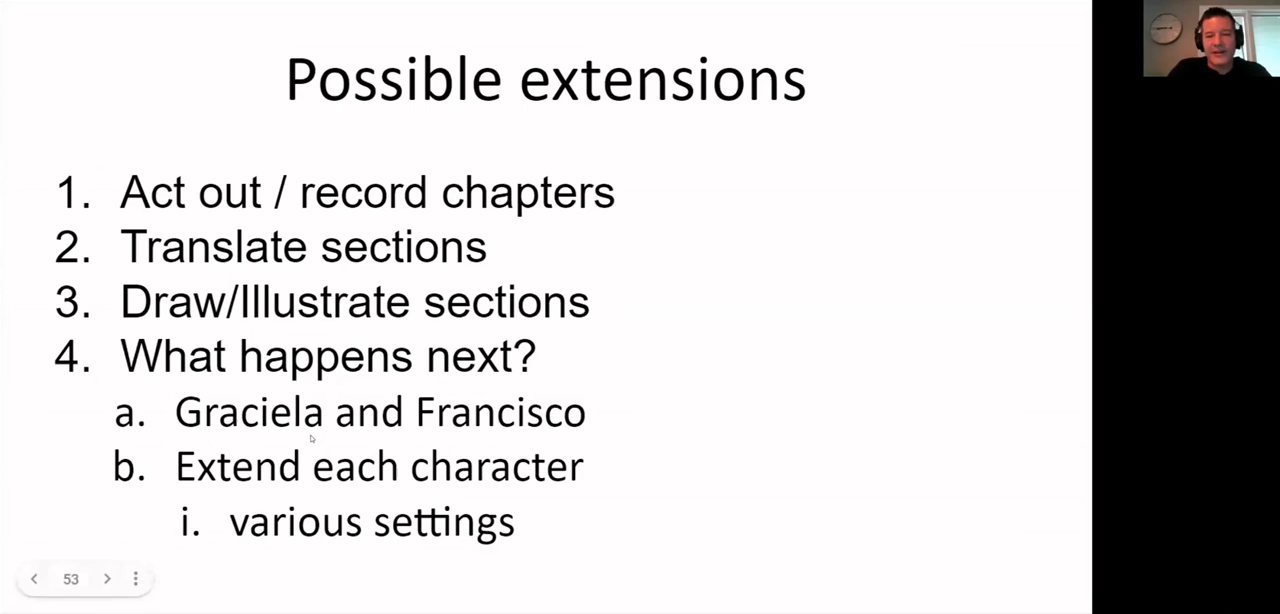 Possible extensions
1. Act out / record chapters
2. Translate sections
3. Draw/Illustrate sections
4. What happens next?
a. Graciela and Francisco
b. Extend each character
i. various settings
53